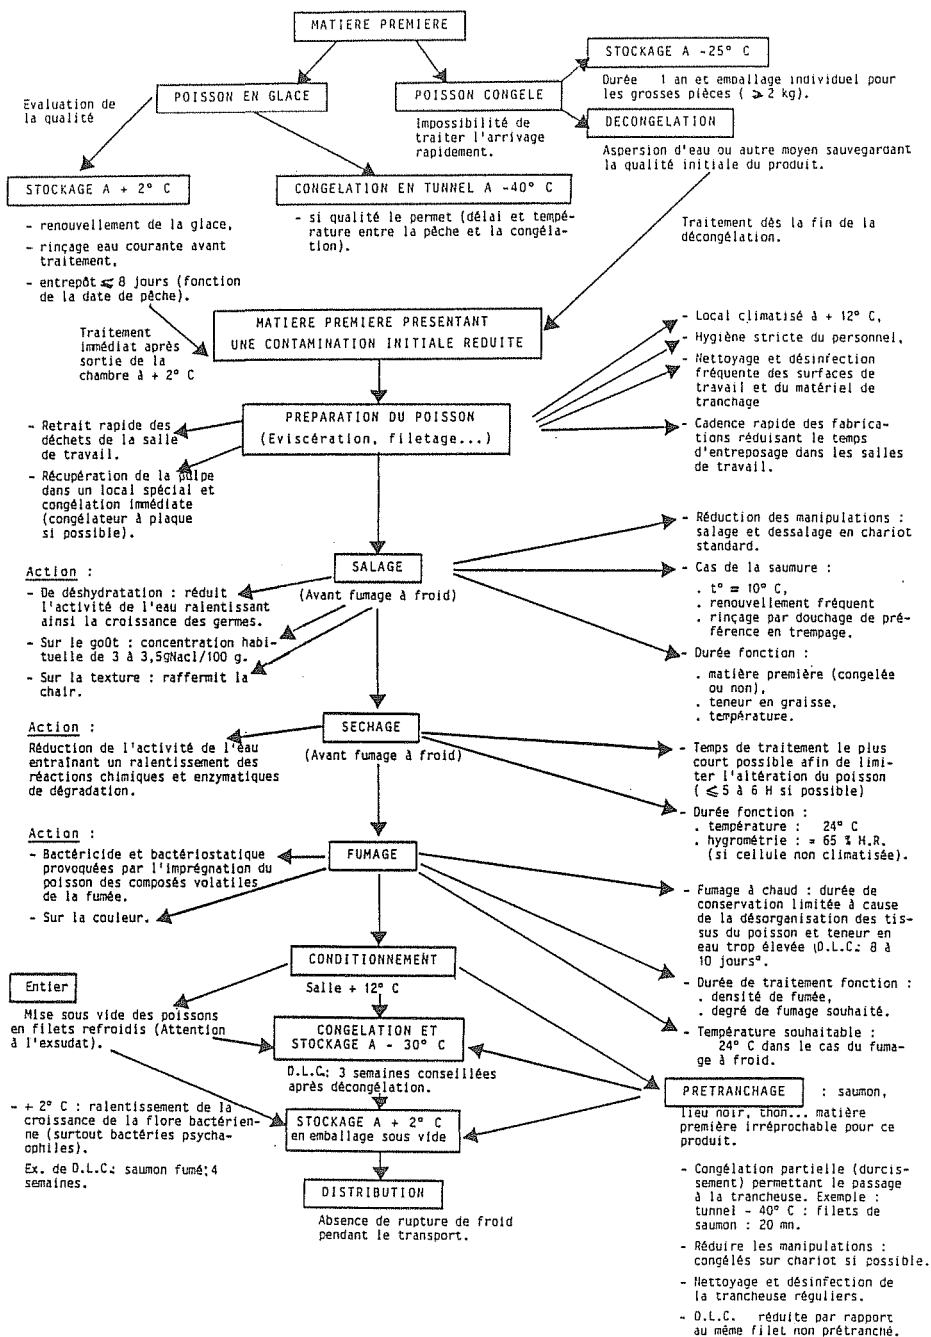 MATIERE PREMIERE
STOCKAGE A -25° C
Durée 1 an et emballage individuel pour
les grosses pièces ( ⩾ 2 kg).
Evaluation de
la qualité
POISSON EN GLACE
POISSON CONGELE
Impossibilité de
traiter l'arrivage
rapidement.
DECONGELATION
Aspersion d'eau ou autre moyen sauvegardant
la qualité initiale du produit.
STOCKAGE A + 2° C
- renouvellement de la glace,
- rinçage eau courante avant
traitement,
- entrepôt ⩽ 8 jours (fonction
de la date de pêche).
CONGELATION EN TUNNEL A -40° C
- si qualité le permet (délai et tempé-
rature entre la pêche et la congéla-
tion).
Traitement dès la fin de la
décongélation.
Traitement
immédiat après
sortie de la
chambre à + 2° C
MATIERE PREMIERE PRESENTANT
UNE CONTAMINATION INITIALE REDUITE
- Local climatisé à + 12° C,
- Hygiène stricte du personnel,
- Nettoyage et désinfection
fréquente des surfaces de
travail et du matériel de
tranchage
- Cadence rapide des fabrica-
tions réduisant le temps
d'entreposage dans les salles
de travail.
PREPARATION DU POISSON
(Eviscération, filetage...)
- Retrait rapide des
déchets de la salle
de travail.
- Récupération de la pulpe
dans un local spécial et
congélation immédiate
(congélateur à plaque
si possible).
SALAGE
(Avant fumage à froid)
Action :
- De déshydratation : réduit
l'activité de l'eau ralentissant
ainsi la croissance des germes.
- Sur le goût : concentration habi-
tuelle de 3 à 3,5gNacl/100 g.
- Sur la texture : raffermit la
chair.
- Réduction des manipulations :
salage et dessalage en chariot
standard.
- Cas de la saumure :
. t° = 10° C,
. renouvellement fréquent
. rinçage par douchage de pré-
férence en trempage.
- Durée fonction :
. matière première (congelée
ou non),
. teneur en graisse,
. température.
SECHAGE
(Avant fumage à froid)
Action :
Réduction de l'activité de l'eau
entraînant un ralentissement des
réactions chimiques et enzymatiques
de dégradation.
- Temps de traitement le plus
court possible afin de limi-
ter l'altération du poisson
( ⩽ 5 à 6 H si possible)
- Durée fonction :
. température : 24° C
. hygrométrie : = 65 % H.R.
(si cellule non climatisée).
FUMAGE
Action :
- Bactéricide et bactériostatique
provoquées par l'imprégnation du
poisson des composés volatiles
de la fumée.
- Sur la couleur.
- Fumage à chaud : durée de
conservation limitée à cause
de la désorganisation des tis-
sus du poisson et teneur en
eau trop élevée (D.L.C.: 8 à
10 jours°.
- Durée de traitement fonction :
. densité de fumée,
. degré de fumage souhaité.
- Température souhaitable :
24° C dans le cas du fuma-
ge à froid.
CONDITIONNEMENT
Salle + 12° C
Entier
Mise sous vide des poissons
en filets refroidis (Attention
à l'exsudat).
CONGELATION ET
STOCKAGE A - 30° C
D.L.C.: 3 semaines conseillées
après décongélation.
- + 2° C : ralentissement de la
croissance de la flore bactérien-
ne (surtout bactéries psycha-
ophiles).
Ex. de D.L.C.: saumon fumé:4
semaines.
STOCKAGE A + 2° C
en emballage sous vide
DISTRIBUTION
Absence de rupture de froid
pendant le transport.
PRETRANCHAGE : saumon,
lieu noir, thon... matière
première irréprochable pour ce
produit.
- Congélation partielle (durcis-
sement) permettant le passage
à la trancheuse. Exemple :
tunnel - 40° C : filets de
saumon : 20 mn.
- Réduire les manipulations :
congélés sur chariot si possible.
- Nettoyage et désinfection de
la trancheuse réguliers.
- D.L.C. réduite par rapport
au même filet non prétranché.